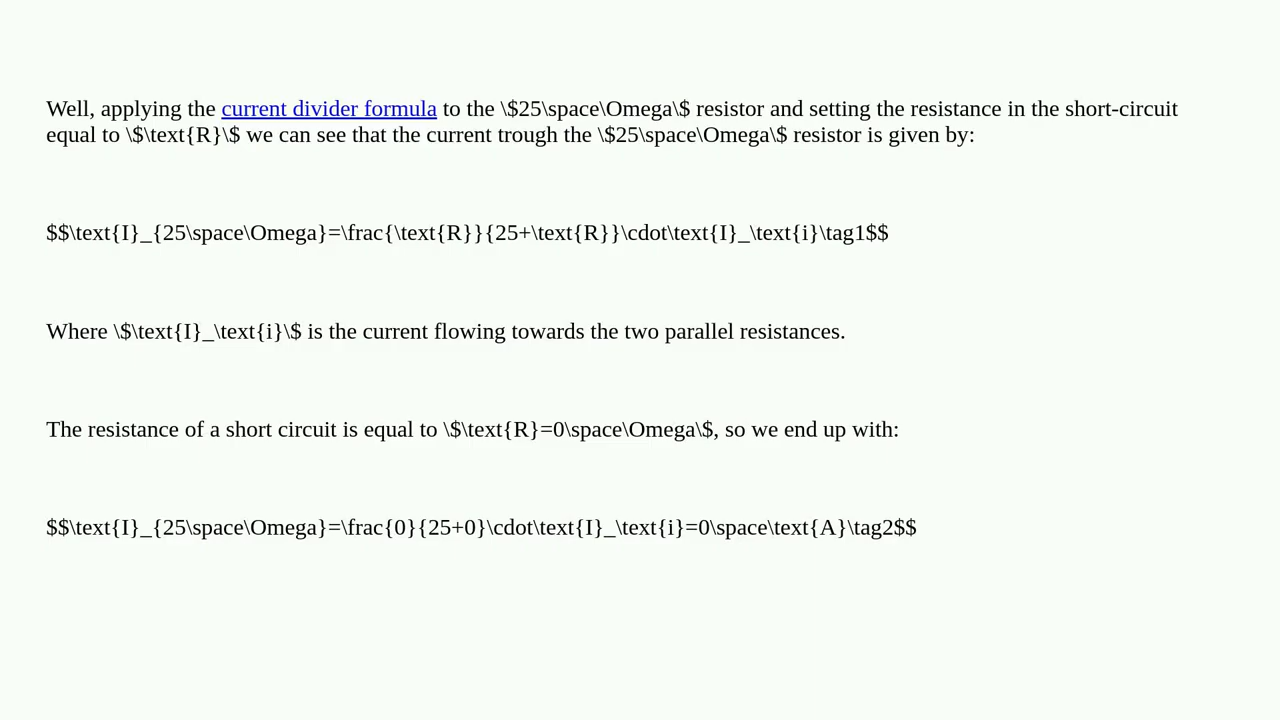 Well, applying the current divider formula to the \$25\space\Omega\$ resistor and setting the resistance in the short-circuit
equal to \$\text{R}\$ we can see that the current trough the \$25\space\Omega\$ resistor is given by:
$$\text{I}_{25\space\Omega}=\frac{\text{R}}{25+\text{R}}\cdot\text{I}_\text{i}\tag1$$
Where \$\text{I}_\text{i}\$ is the current flowing towards the two parallel resistances.
The resistance of a short circuit is equal to \$\text{R}=0\space\Omega\$, so we end up with:
$$\text{I}_{25\space\Omega}=\frac{0}{25+0}\cdot\text{I}_\text{i}=0\space\text{A}\tag2$$